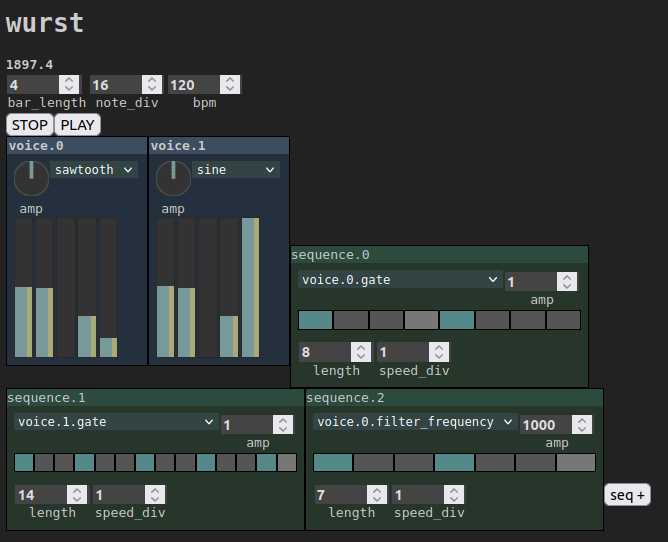 wurst
1897.4
4 16 120
bar_length note_div bpm
STOP PLAY
voice.0 voice.1
sawtooth sine
amp amp
sequence.0
voice.0.gate 1
amp
8 1
length speed_div
sequence.1 sequence.2
voice.1.gate 1 voice.0.filter_frequency 1000
amp amp
14 1 7 1
length speed_div length speed_div
seq +